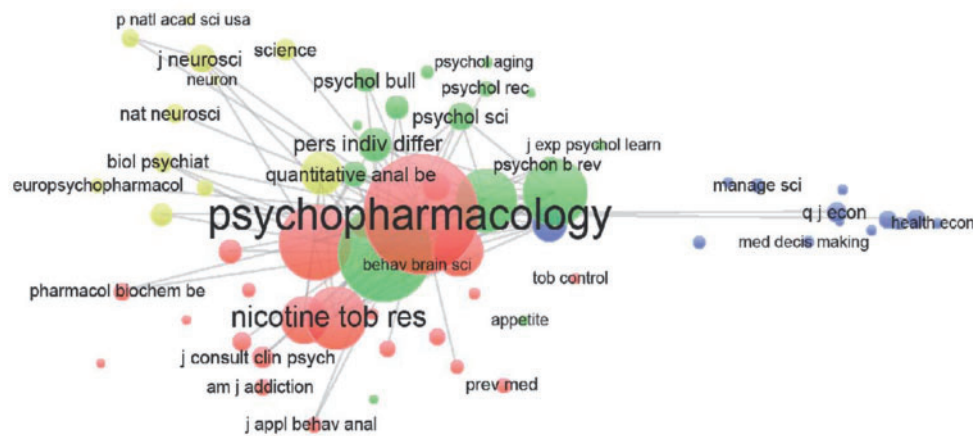 p natl acad sci usa
j neurosci
science
neuron
psychol bull
psychol aging
psychol rec
nat neurosci
psychol sci
pers indiv differ
j exp psychol learn
biol psychiat
quantitative anal be
psychon b rev
europsychopharmacol
manage sci
psychopharmacology
q j econ
health econ
med decis making
behav brain sci
tob control
pharmacol biochem be
nicotine tob res
appetite
j consult clin psych
am j addiction
prev med
j appl behav anal